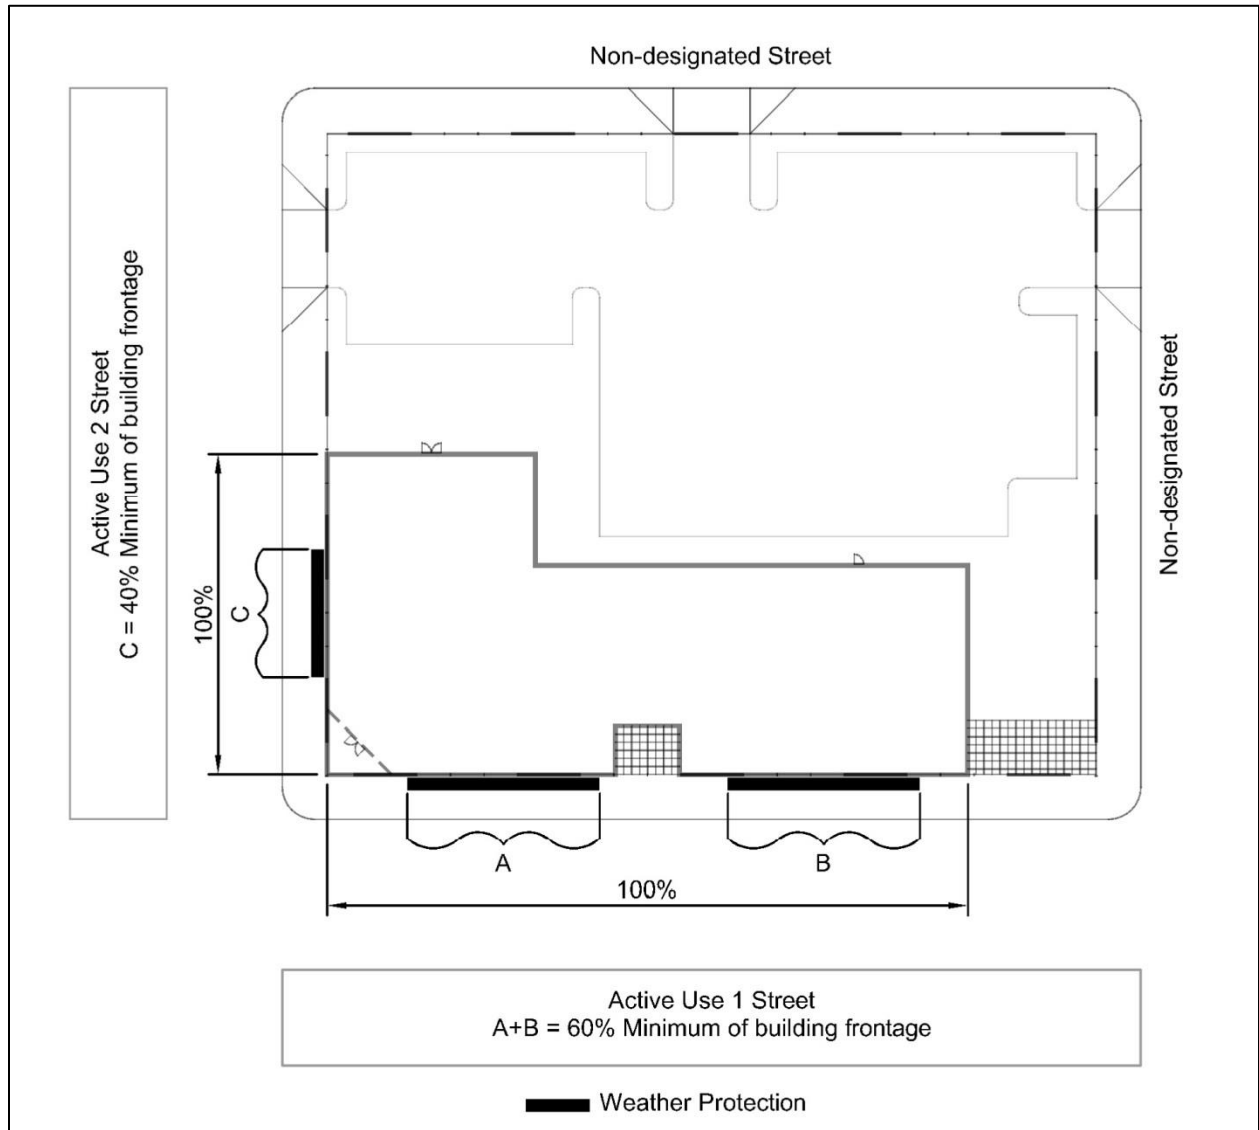 Non-designated Street
Active Use 2 Street
C = 40% Minimum of building frontage
Non-designated Street
100%
C
A
B
100%
Active Use 1 Street
A+B = 60% Minimum of building frontage
Weather Protection